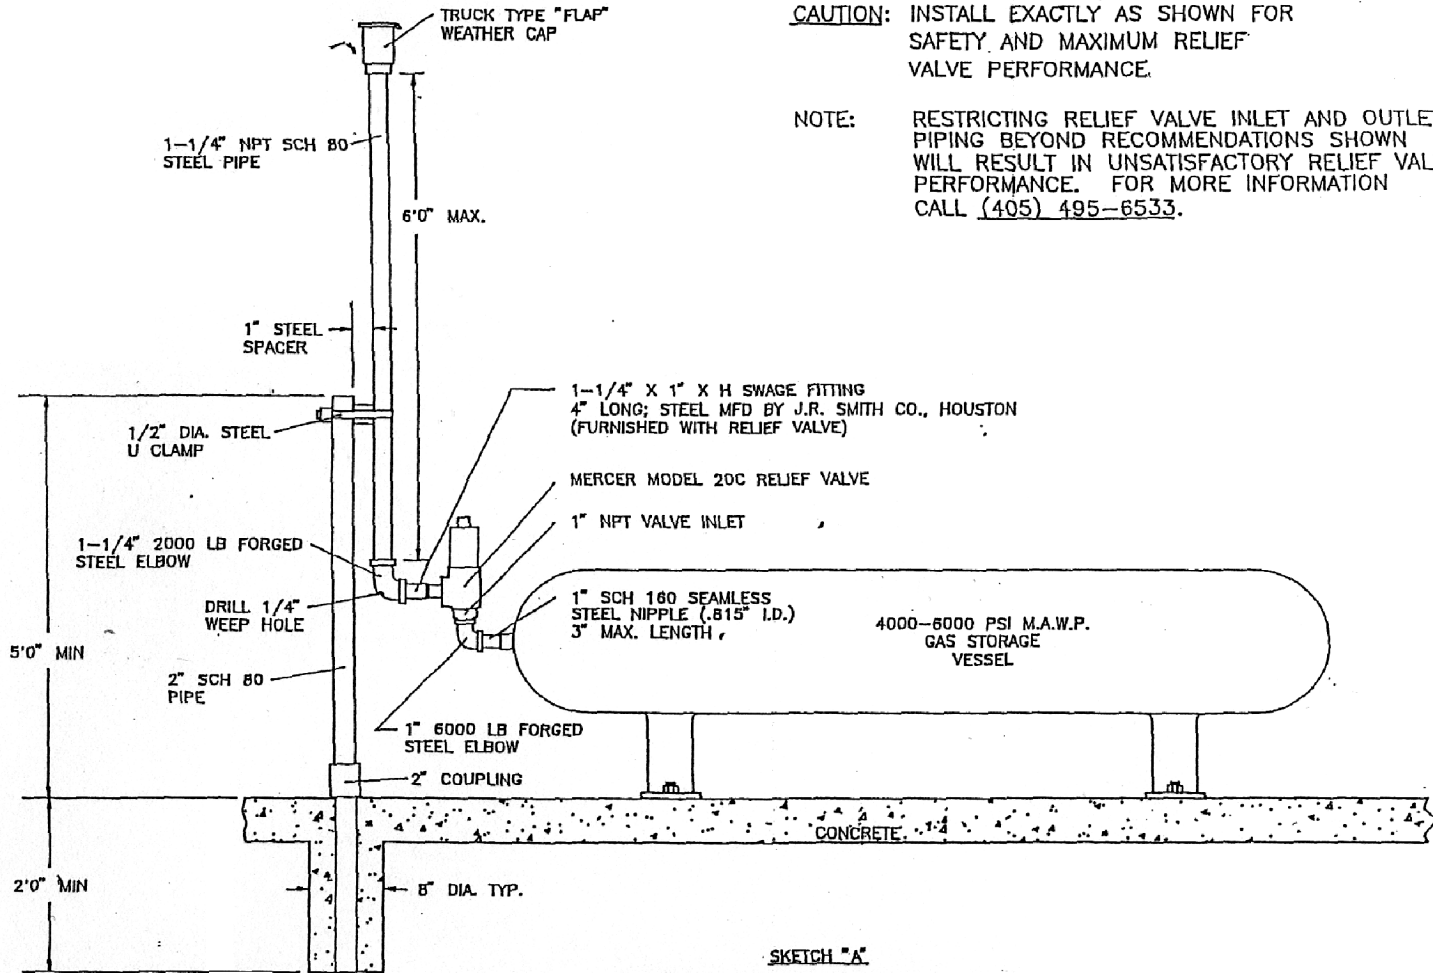 TRUCK TYPE "FLAP"
WEATHER CAP
CAUTION: INSTALL EXACTLY AS SHOWN FOR
SAFETY AND MAXIMUM RELIEF
VALVE PERFORMANCE.
NOTE: RESTRICTING RELIEF VALVE INLET AND OUTLE
PIPING BEYOND RECOMMENDATIONS SHOWN
WILL RESULT IN UNSATISFACTORY RELIEF VAL
PERFORMANCE. FOR MORE INFORMATION
CALL (405) 495-6533.
1-1/4" NPT SCH 80
STEEL PIPE
6'0" MAX.
1" STEEL
SPACER
1-1/4" X 1" X H SWAGE FITTING
4" LONG; STEEL MFD BY J.R. SMITH CO., HOUSTON
(FURNISHED WITH RELIEF VALVE)
1/2" DIA. STEEL
U CLAMP
MERCER MODEL 20C RELIEF VALVE
1" NPT VALVE INLET
1-1/4" 2000 LB FORGED
STEEL ELBOW
DRILL 1/4"
WEEP HOLE
1" SCH 160 SEAMLESS
STEEL NIPPLE (.815" I.D.)
3" MAX. LENGTH
4000-6000 PSI M.A.W.P.
GAS STORAGE
VESSEL
5'0" MIN
2" SCH 80
PIPE
1" 6000 LB FORGED
STEEL ELBOW
2" COUPLING
CONCRETE
2'0" MIN
8" DIA. TYP.
SKETCH "A"